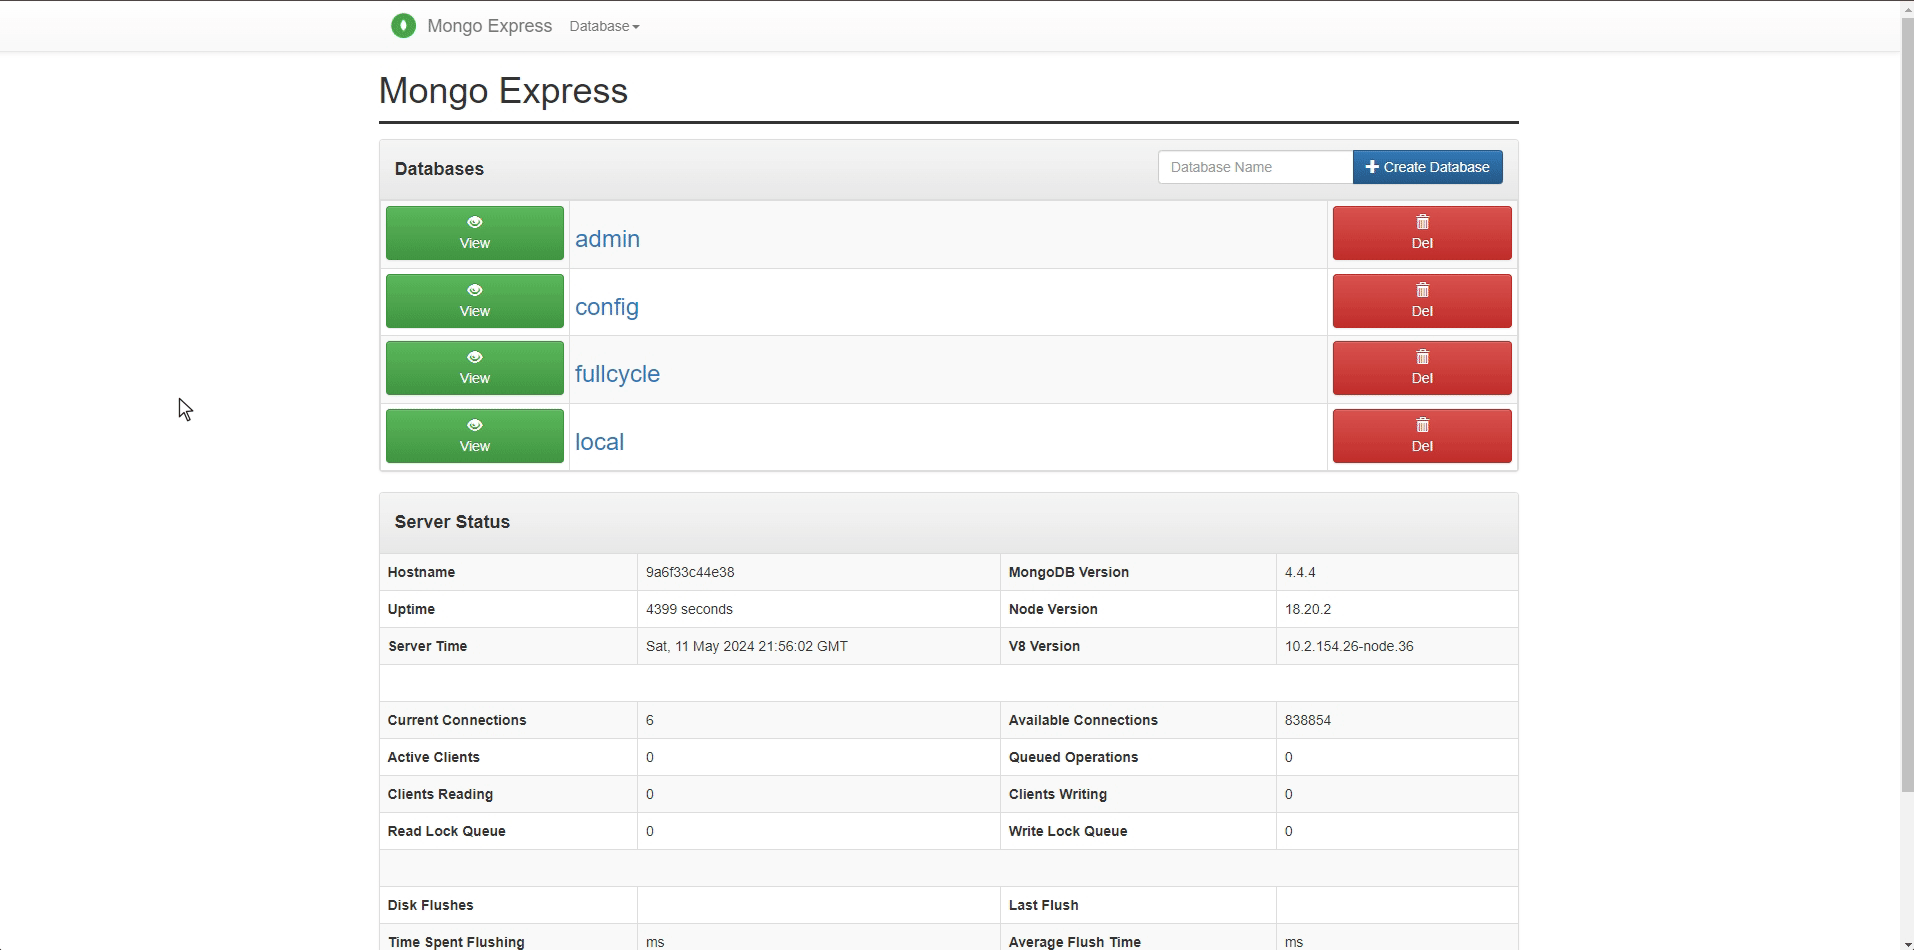 Mongo Express Database
Mongo Express
Databases Database Name Create Database
View admin Del
View config Del
View fullcycle Del
View local Del
Server Status
Hostname 9a6f33c44e38 MongoDB Version 4.4.4
Uptime 4399 seconds Node Version 18.20.2
Server Time Sat, 11 May 2024 21:56:02 GMT V8 Version 10.2.154.26-node.36
Current Connections 6 Available Connections 838854
Active Clients 0 Queued Operations 0
Clients Reading 0 Clients Writing 0
Read Lock Queue 0 Write Lock Queue 0
Disk Flushes Last Flush
Time Spent Flushing ms Average Flush Time ms